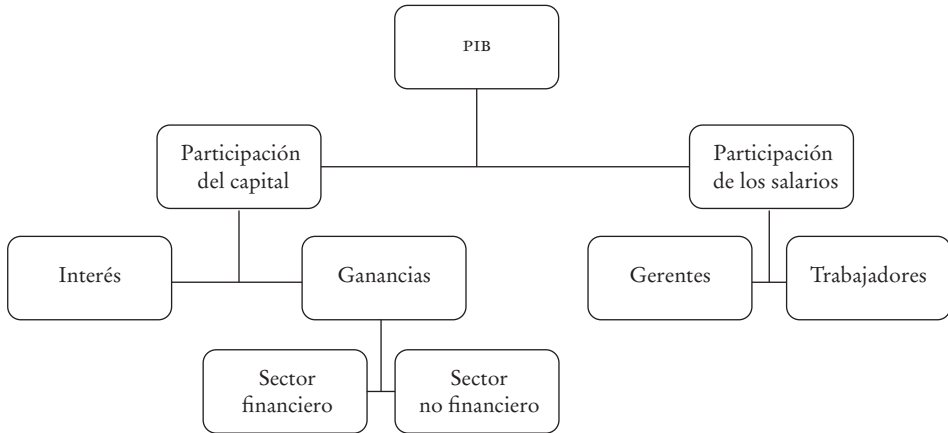 PIB
Participación
del capital
Participación
de los salarios
Interés
Ganancias
Gerentes
Trabajadores
Sector
financiero
Sector
no financiero